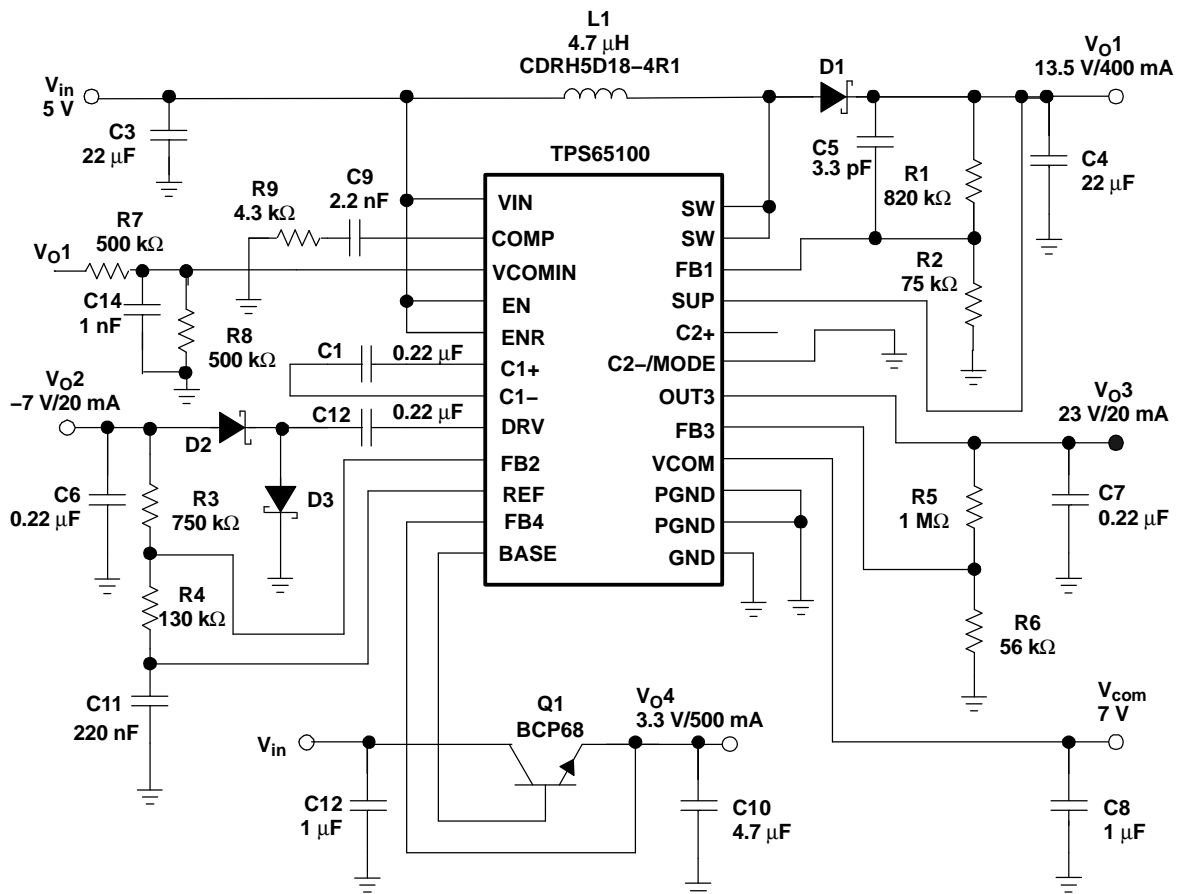 L1
4.7 μH
CDRH5D18–4R1
D1
VO1
13.5 V/400 mA
Vin
5 V
C3
22 μF
TPS65100
C5
3.3 pF
R1
820 kΩ
C4
22 μF
R9
4.3 kΩ
C9
2.2 nF
R7
500 kΩ
VO1
C14
1 nF
R8
500 kΩ
VIN
COMP
VCOMIN
EN
ENR
C1+
C1–
DRV
FB2
REF
FB4
BASE
SW
SW
FB1
SUP
C2+
C2–/MODE
OUT3
FB3
VCOM
PGND
PGND
GND
R2
75 kΩ
C1
0.22 μF
VO2
–7 V/20 mA
C12
0.22 μF
D2
D3
VO3
23 V/20 mA
C6
0.22 μF
R3
750 kΩ
R5
1 MΩ
C7
0.22 μF
R4
130 kΩ
R6
56 kΩ
C11
220 nF
Q1
BCP68
VO4
3.3 V/500 mA
Vin
C12
1 μF
C10
4.7 μF
Vcom
7 V
C8
1 μF